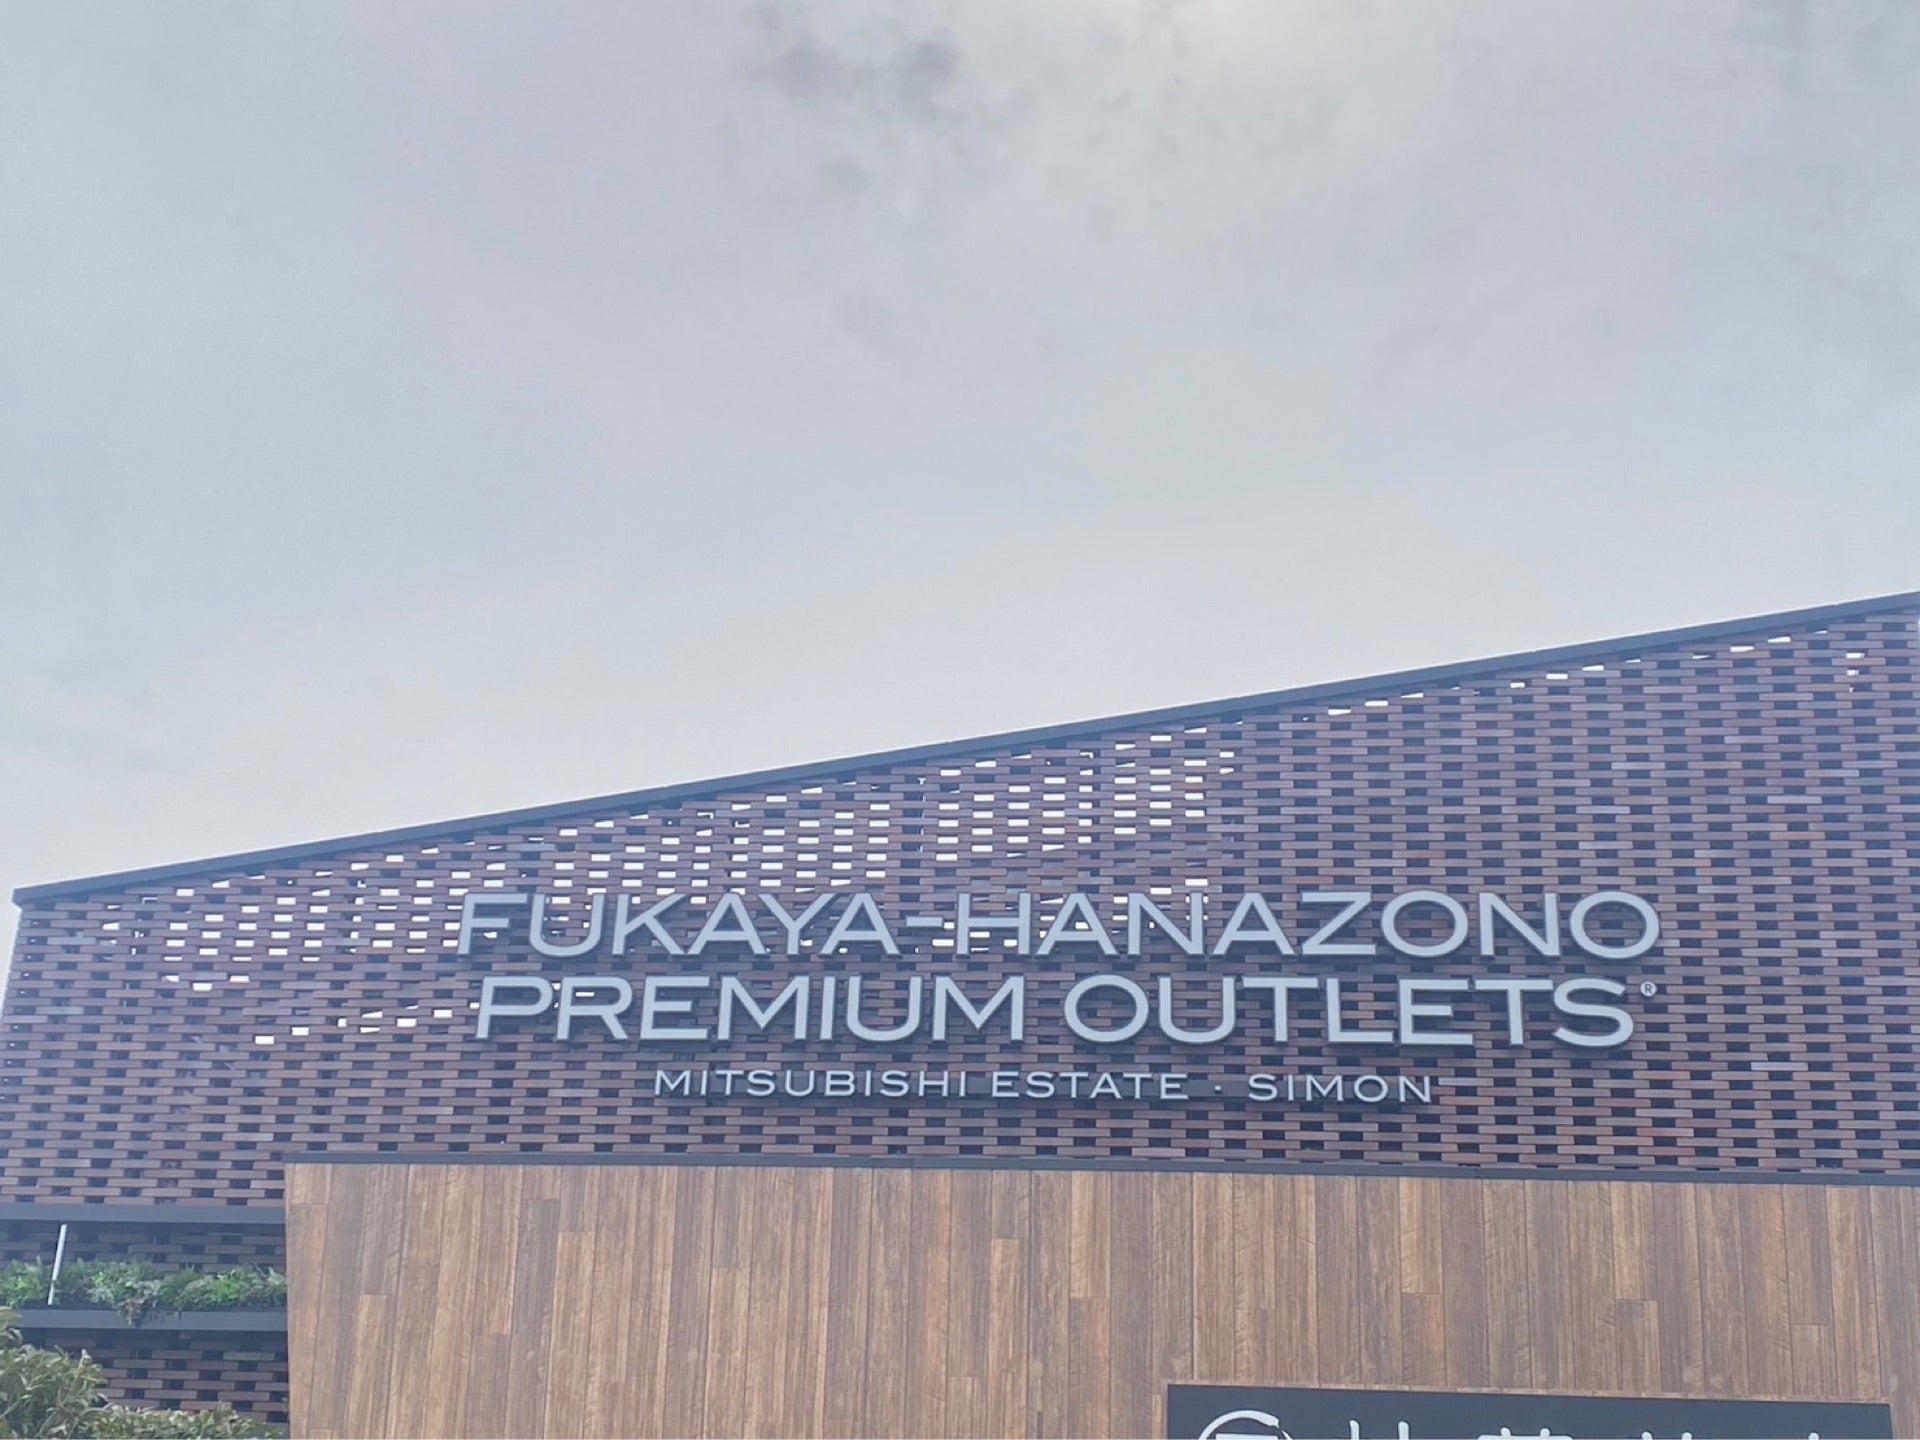 FUKAYA-HANAZONO
PREMIUM OUTLETS®
MITSUBISHI ESTATE · SIMON